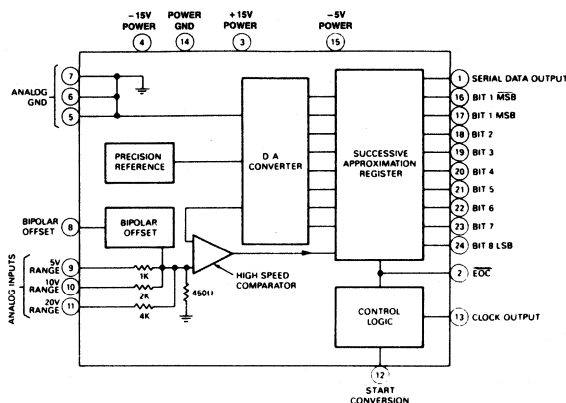 -15V POWER
4
POWER GND
14
+15V POWER
3
-5V POWER
15
ANALOG GND
7
6
5
PRECISION REFERENCE
D A CONVERTER
SUCCESSIVE APPROXIMATION REGISTER
1 SERIAL DATA OUTPUT
16 BIT 1 MSB
17 BIT 1 MSB
18 BIT 2
19 BIT 3
20 BIT 4
21 BIT 5
22 BIT 6
23 BIT 7
24 BIT 8 LSB
BIPOLAR OFFSET
8
BIPOLAR OFFSET
ANALOG INPUTS
5V RANGE
9
1K
10V RANGE
10
2K
20V RANGE
11
4K
450Ω
HIGH SPEED COMPARATOR
2 EOC
CONTROL LOGIC
13 CLOCK OUTPUT
12
START CONVERSION